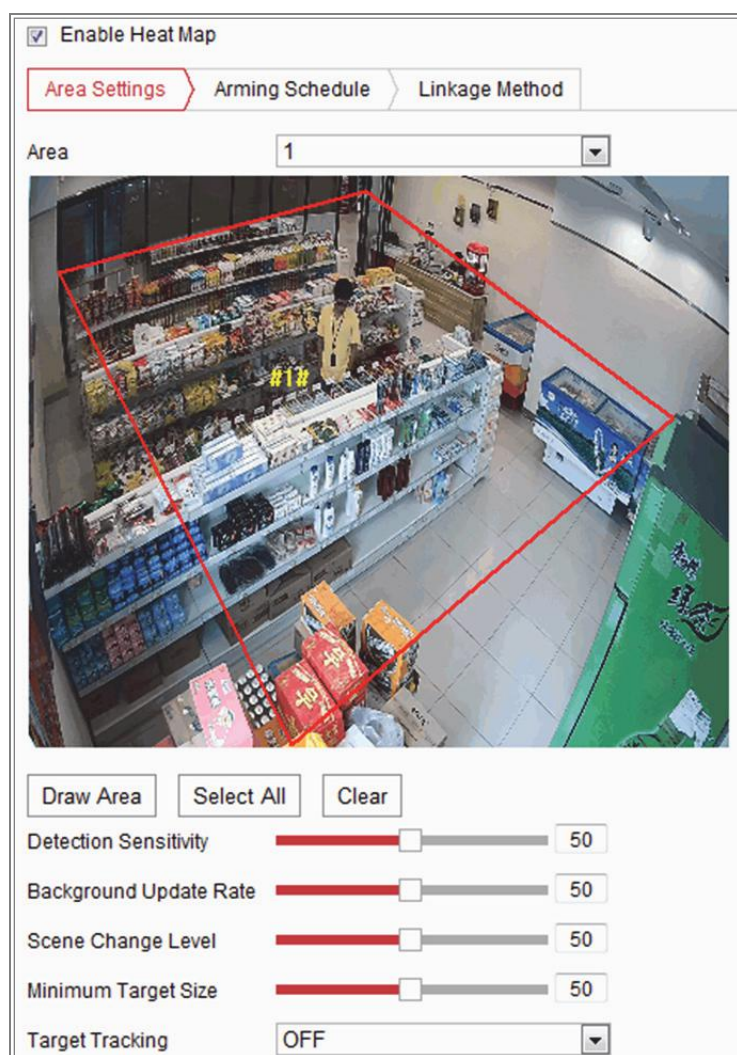 Enable Heat Map
Area Settings
Arming Schedule
Linkage Method
Area
1
#1#
Draw Area
Select All
Clear
Detection Sensitivity
50
Background Update Rate
50
Scene Change Level
50
Minimum Target Size
50
Target Tracking
OFF